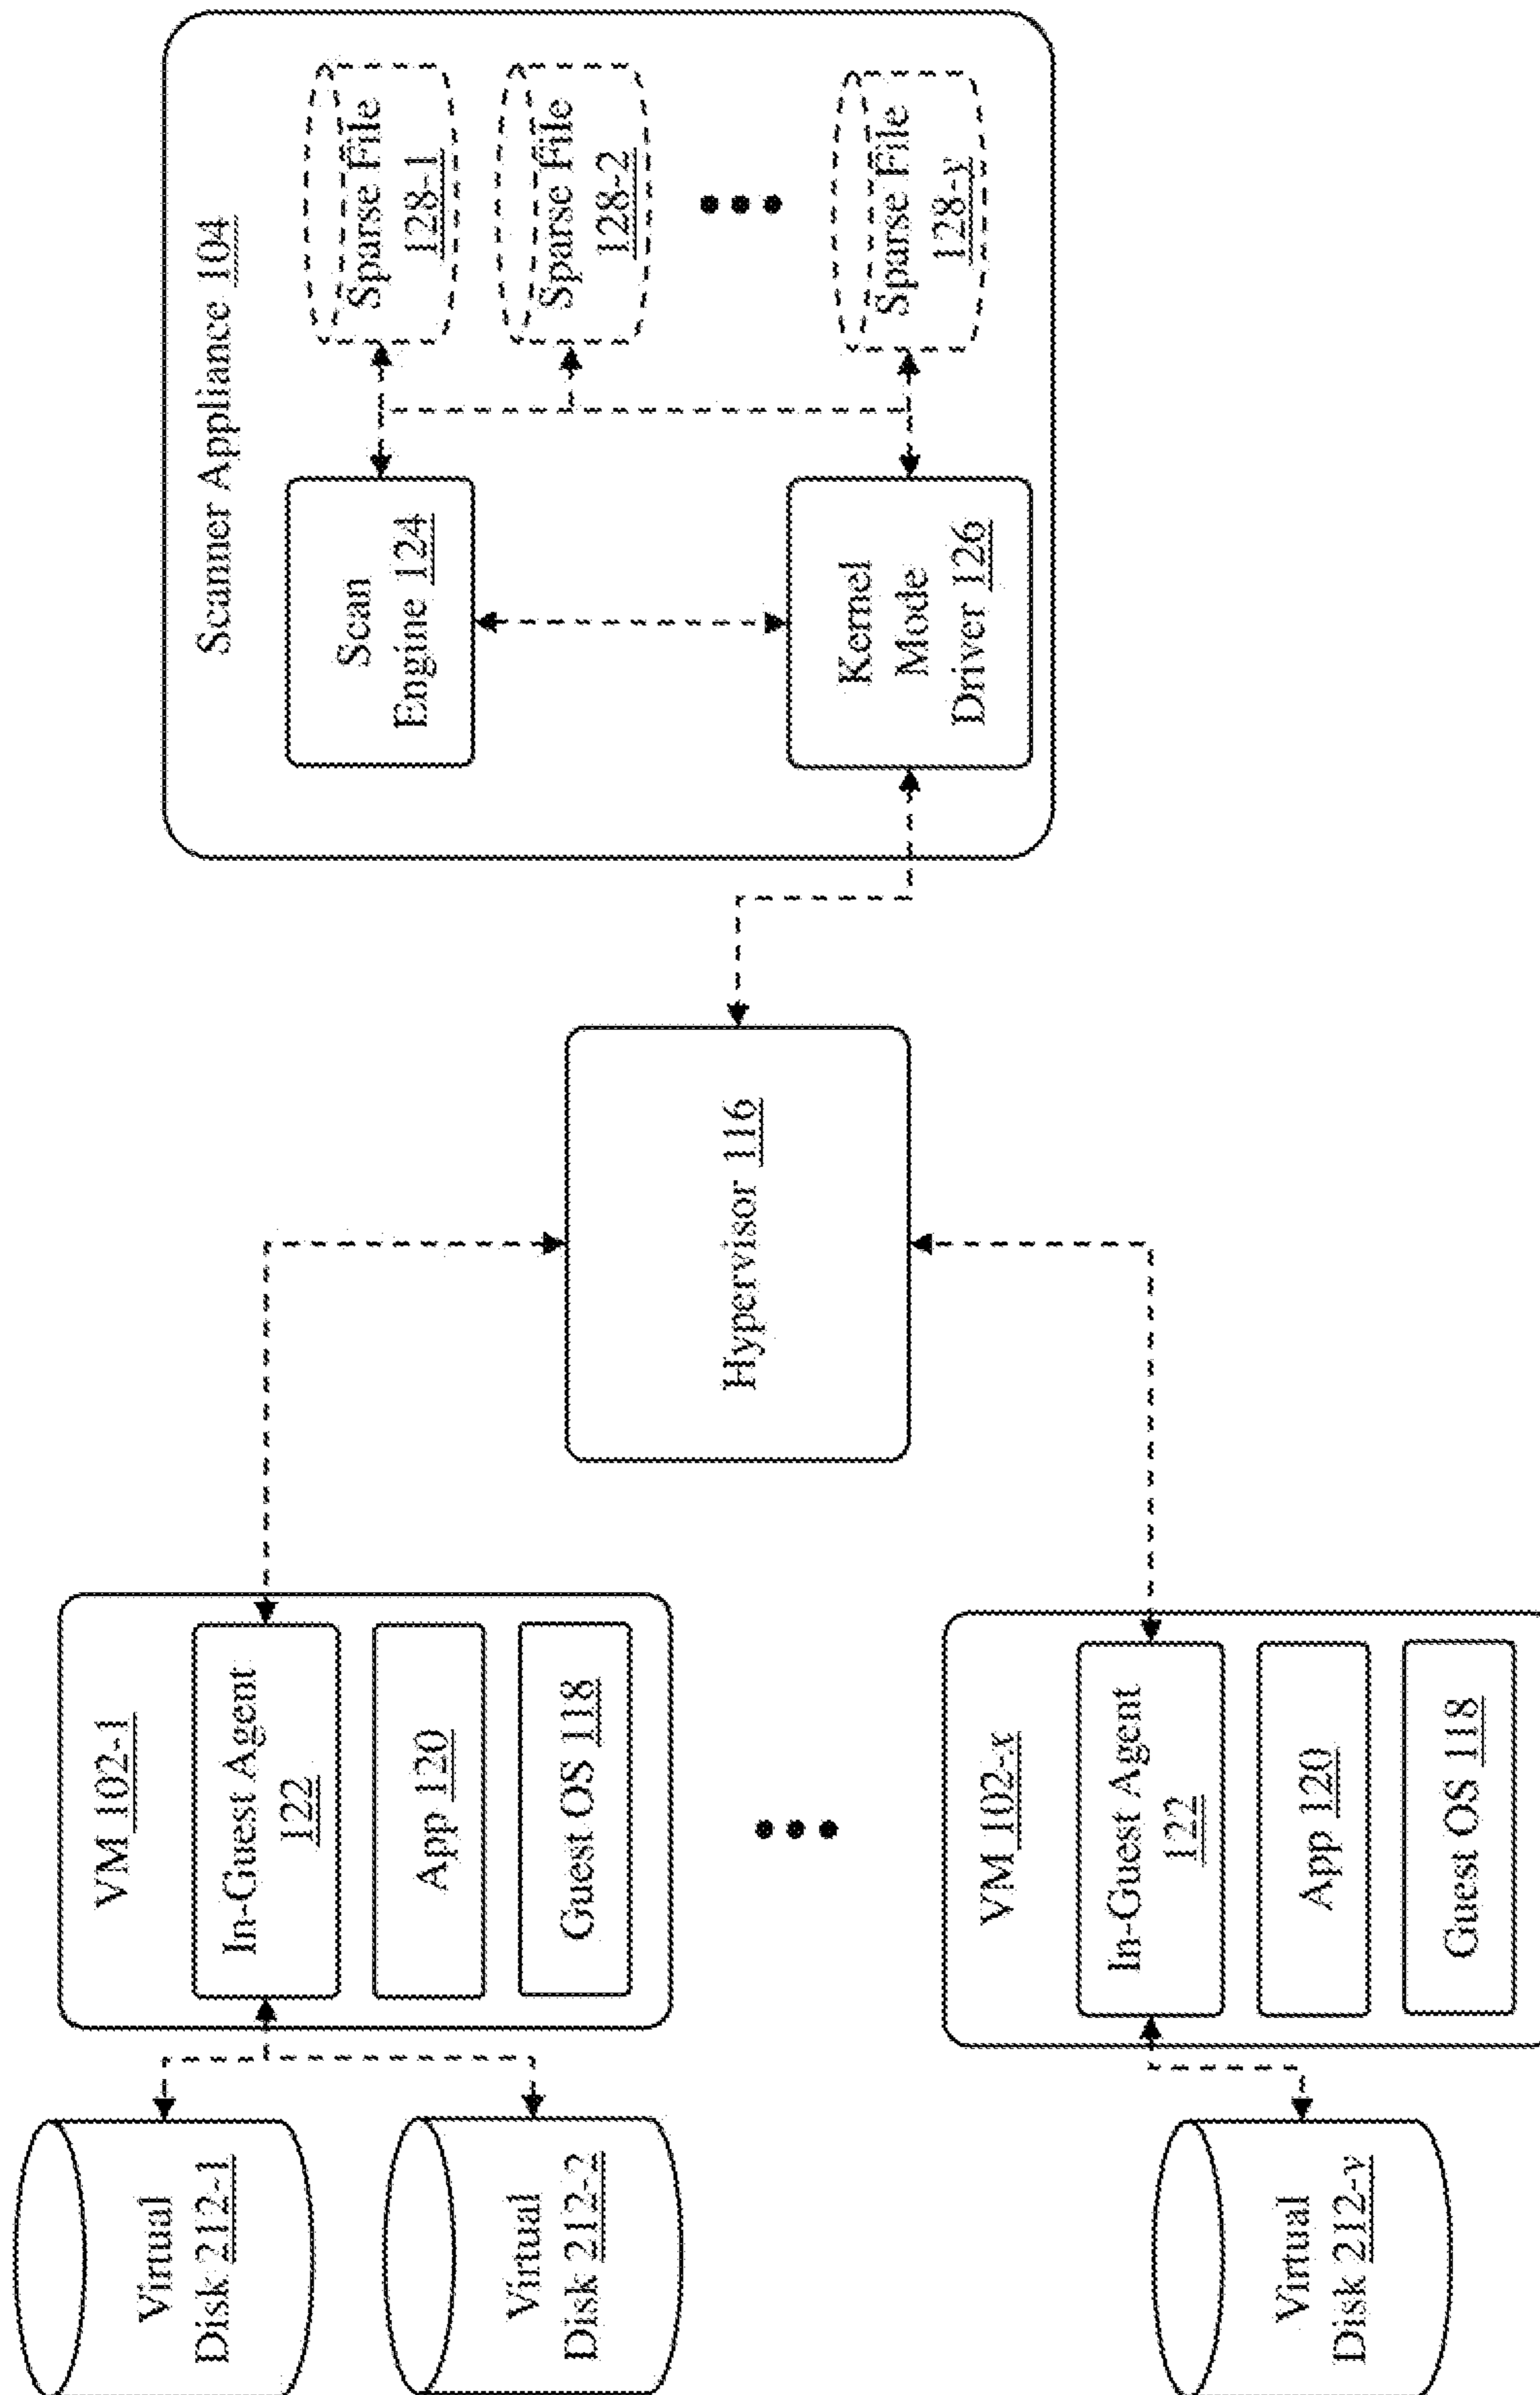 Virtual
Disk 212-1
Virtual
Disk 212-2
Virtual
Disk 212-y
VM 102-1
In-Guest Agent
122
App 120
Guest OS 118
VM 102-x
In-Guest Agent
122
App 120
Guest OS 118
Hypervisor 116
Scanner Appliance 104
Scan
Engine 124
Kernel
Mode
Driver 126
Sparse File
128-1
Sparse File
128-2
Sparse File
128-y